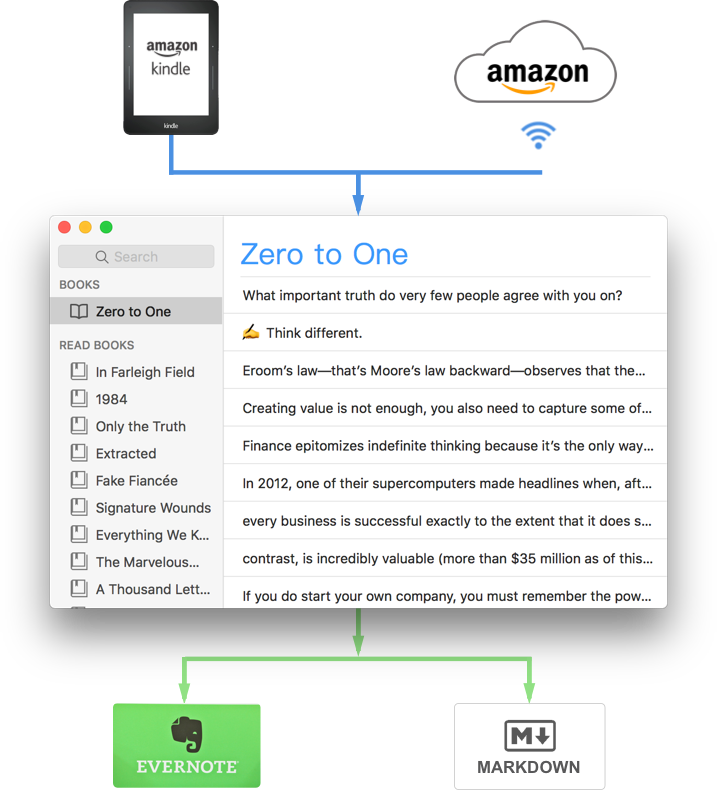 amazon
kindle
kindle
amazon
Search
BOOKS
Zero to One
READ BOOKS
In Farleigh Field
1984
Only the Truth
Extracted
Fake Fiancée
Signature Wounds
Everything We K...
The Marvelous...
A Thousand Lett...
Zero to One
What important truth do very few people agree with you on?
✍️ Think different.
Eroom’s law—that’s Moore’s law backward—observes that the...
Creating value is not enough, you also need to capture some of...
Finance epitomizes indefinite thinking because it’s the only way...
In 2012, one of their supercomputers made headlines when, aft...
every business is successful exactly to the extent that it does s...
contrast, is incredibly valuable (more than $35 million as of this...
If you do start your own company, you must remember the pow...
EVERNOTE
M
MARKDOWN